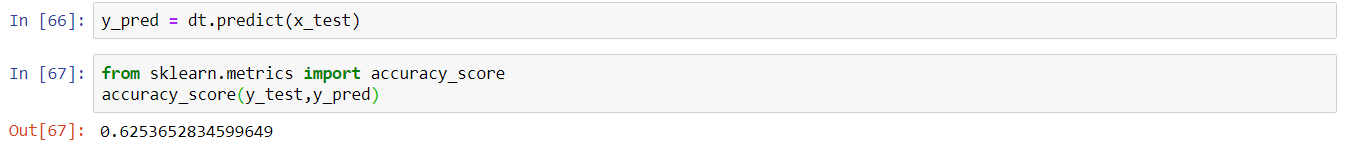 In [66]: y_pred = dt.predict(x_test)
In [67]: from sklearn.metrics import accuracy_score
accuracy_score(y_test,y_pred)
Out[67]: 0.6253652834599649